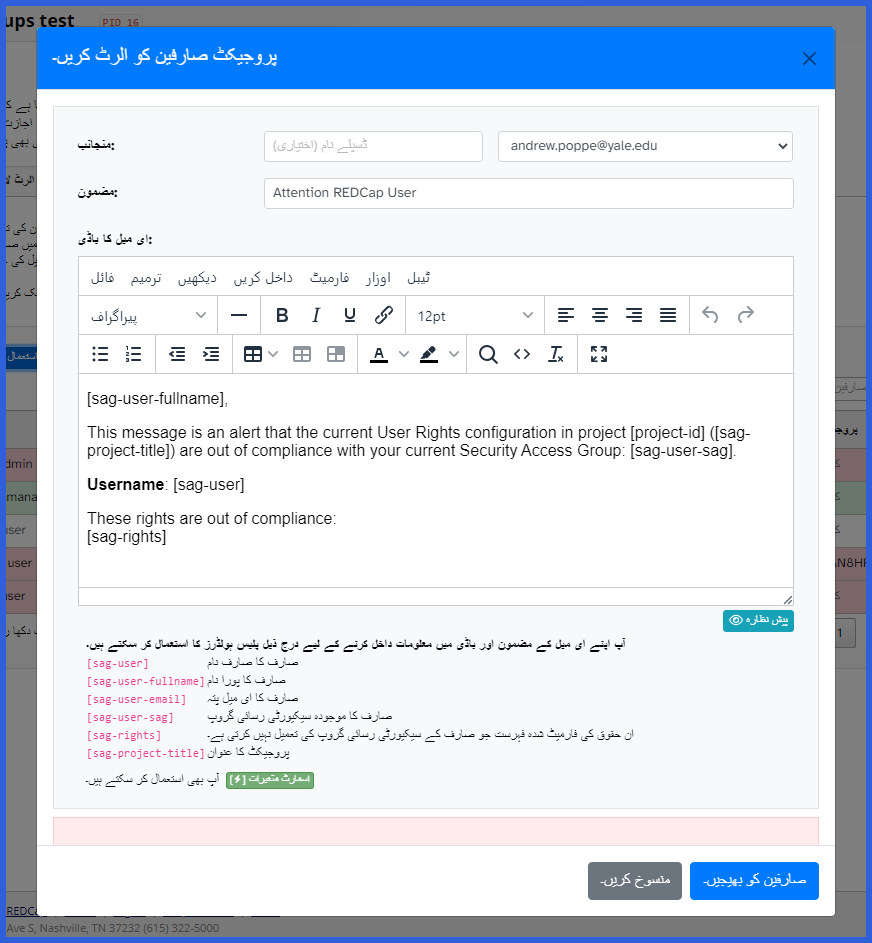 ups test PID 16
پروجیکٹ صارفین کو الرٹ کریں۔
منجانب:
ڈسپلے نام (اختیاری)
andrew.poppe@yale.edu
مضمون:
Attention REDCap User
ای میل کا باڈی:
فائل ترمیم دیکھیں داخل کریں فارمیٹ اوزار ٹیبل
پیراگراف
12pt
[sag-user-fullname],
This message is an alert that the current User Rights configuration in project [project-id] ([sag-
project-title]) are out of compliance with your current Security Access Group: [sag-user-sag].
Username: [sag-user]
These rights are out of compliance:
[sag-rights]
پیش نظارہ
آپ اپنے ای میل کے مضمون اور باڈی میں معلومات داخل کرنے کے لیے درج ذیل پلیس ہولڈرز کا استعمال کر سکتے ہیں۔
[sag-user] صارف کا صارف نام
[sag-user-fullname] صارف کا پورا نام
[sag-user-email] صارف کا ای میل پتہ
[sag-user-sag] صارف کا موجودہ سیکیورٹی رسائی گروپ
[sag-rights] ان حقوق کی فارمیٹ شدہ فہرست جو صارف کے سیکیورٹی رسائی گروپ کی تعمیل نہیں کرتی ہے۔
[sag-project-title] پروجیکٹ کا عنوان
آپ بھی استعمال کر سکتے ہیں۔ [⚡] اسمارٹ متغیرات
منسوخ کریں۔
صارفین کو بھیجیں۔
Ave S, Nashville, TN 37232 (615) 322-5000